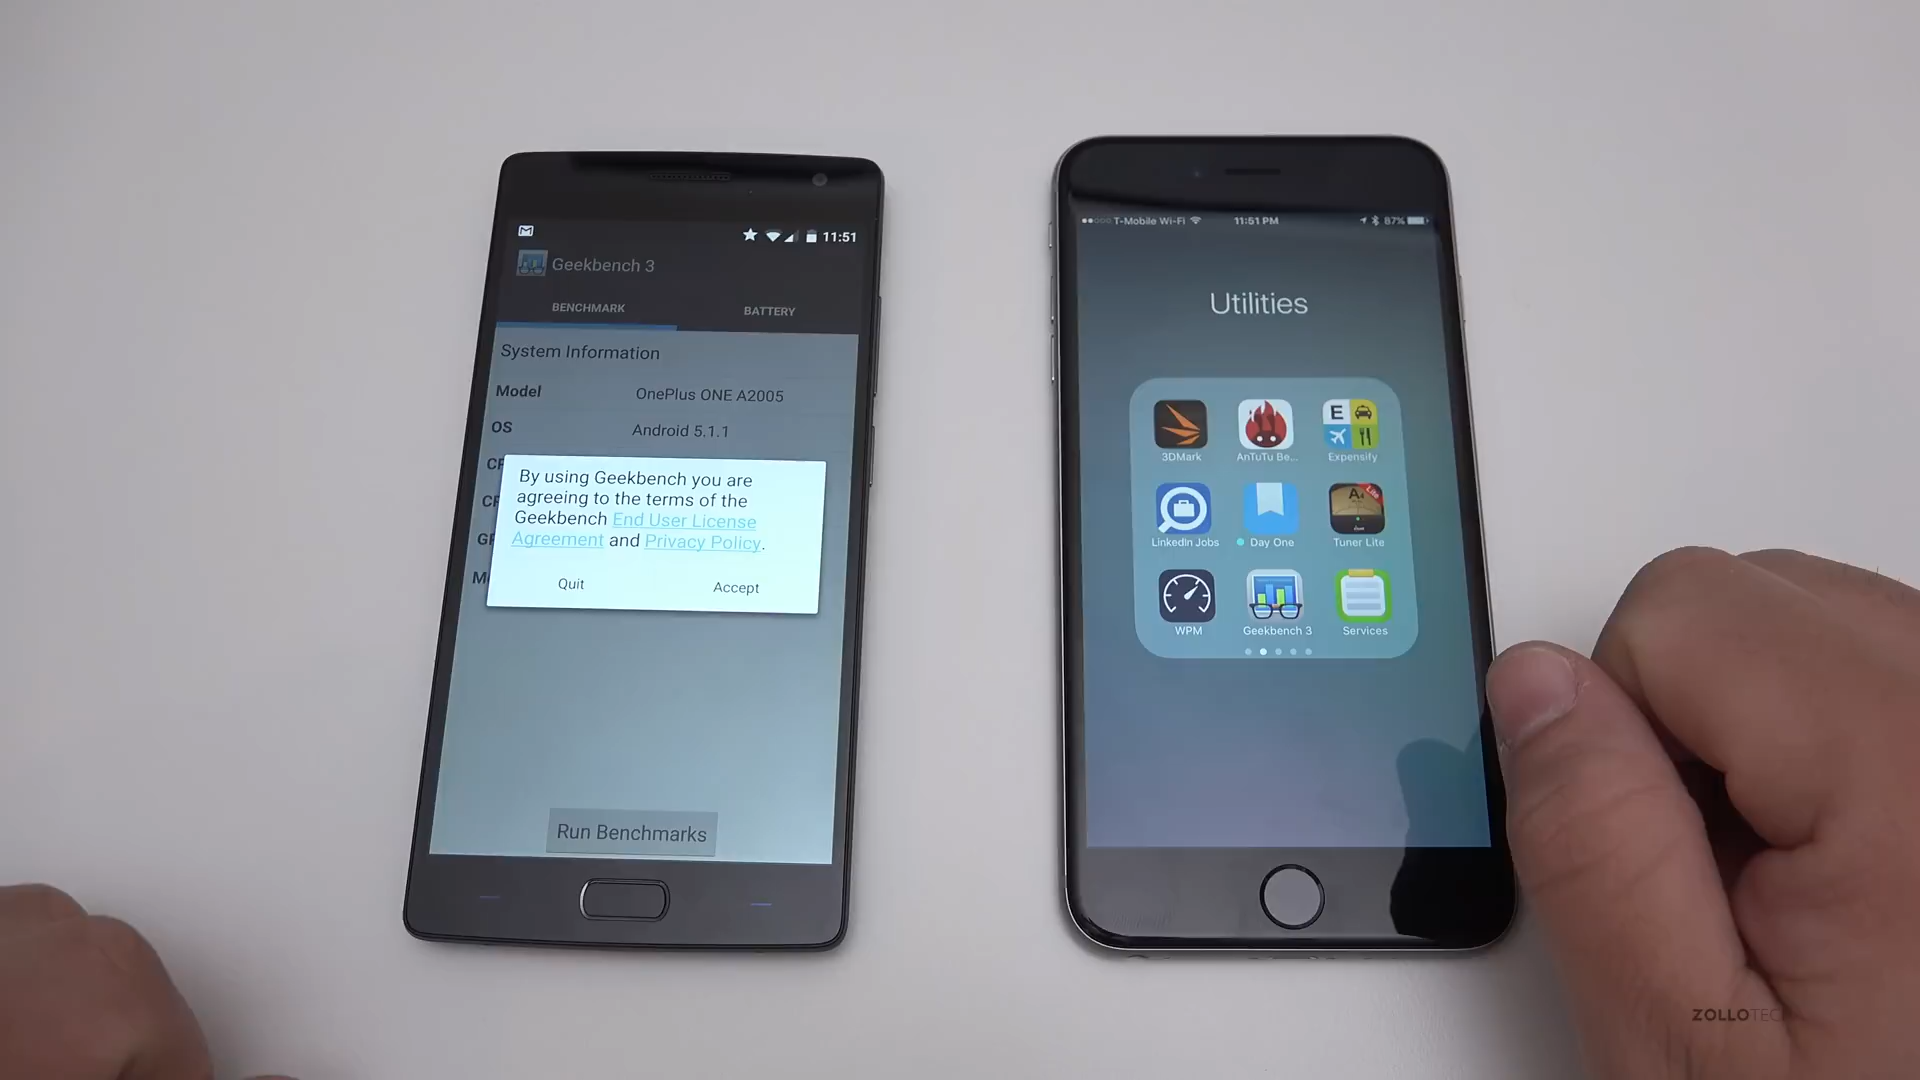 11:51
Geekbench 3
BENCHMARK
BATTERY
System Information
Model OnePlus ONE A2005
OS Android 5.1.1
By using Geekbench you are
agreeing to the terms of the
Geekbench End User License
Agreement and Privacy Policy.
Quit
Accept
Run Benchmarks
T-Mobile Wi-Fi 11:51 PM 87%
Utilities
3DMark
AnTuTu Be...
E
Expensify
LinkedIn Jobs
Day One
Lite
Tuner Lite
WPM
Geekbench 3
Services
ZOLLOTEC